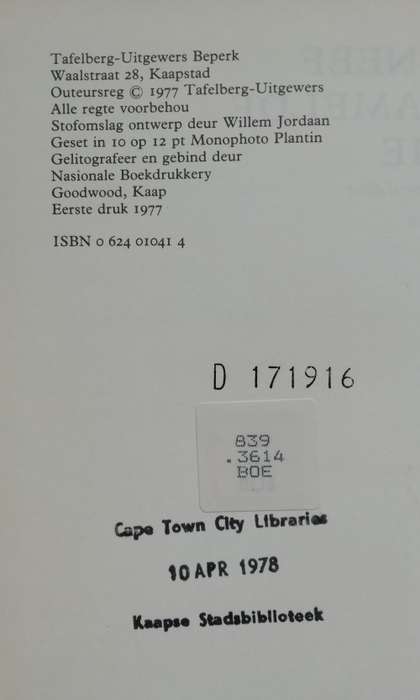 Tafelberg-Uitgewers Beperk
Waalstraat 28, Kaapstad
Outeursreg © 1977 Tafelberg-Uitgewers
Alle regte voorbehou
Stofomslag ontwerp deur Willem Jordaan
Geset in 10 op 12 pt Monophoto Plantin
Gelitografeer en gebind deur
Nasionale Boekdrukkery
Goodwood, Kaap
Eerste druk 1977
ISBN 0 624 01041 4
D 171916
839
.3614
BOE
Cape Town City Libraries
10 APR 1978
Kaapse Stadsbiblioteek